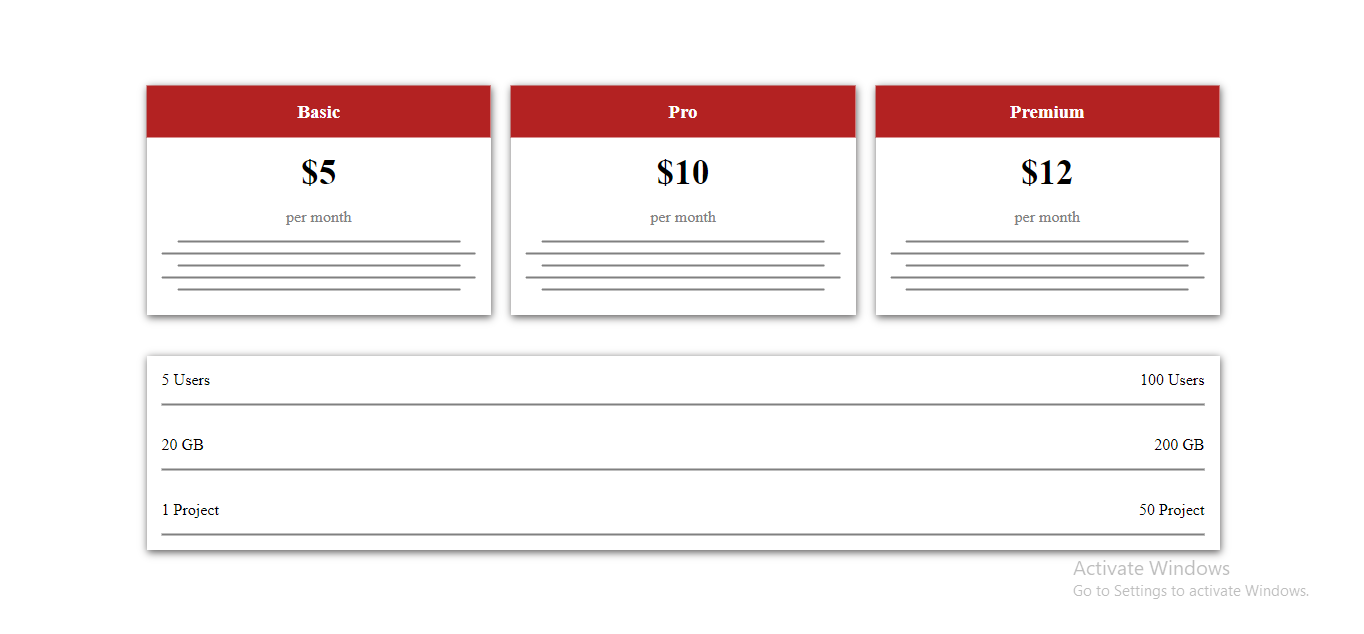 Basic
Pro
Premium
$5
$10
$12
per month
per month
per month
5 Users
100 Users
20 GB
200 GB
1 Project
50 Project
Activate Windows
Go to Settings to activate Windows.